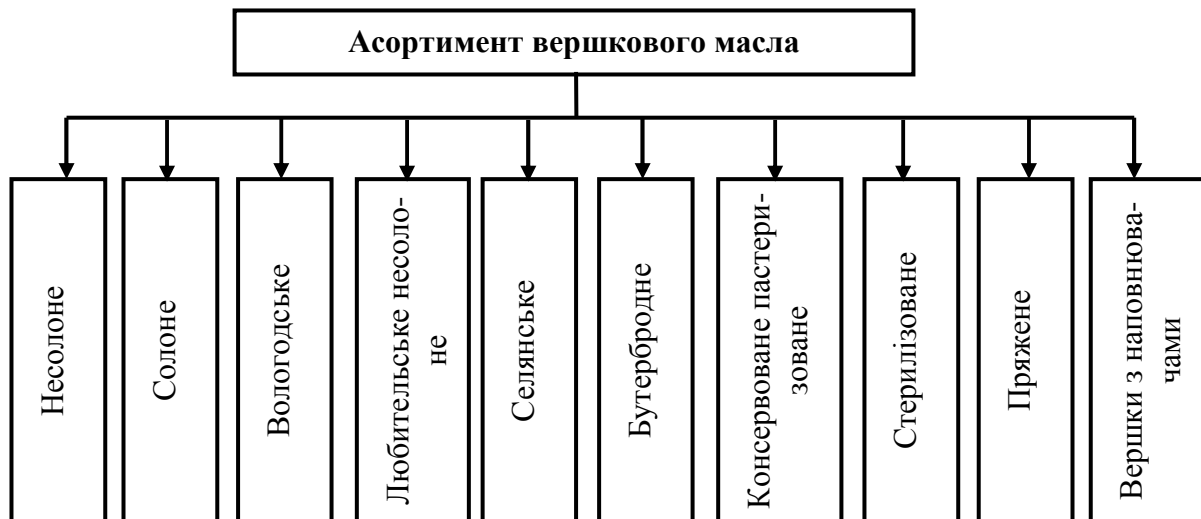 Асортимент вершкового масла
Несолоне
Солоне
Вологодське
Любительське несоло-
не
Селянське
Бутербродне
Консервоване пастери-
зоване
Стерилізоване
Пряжене
Вершки з наповнюва-
чами